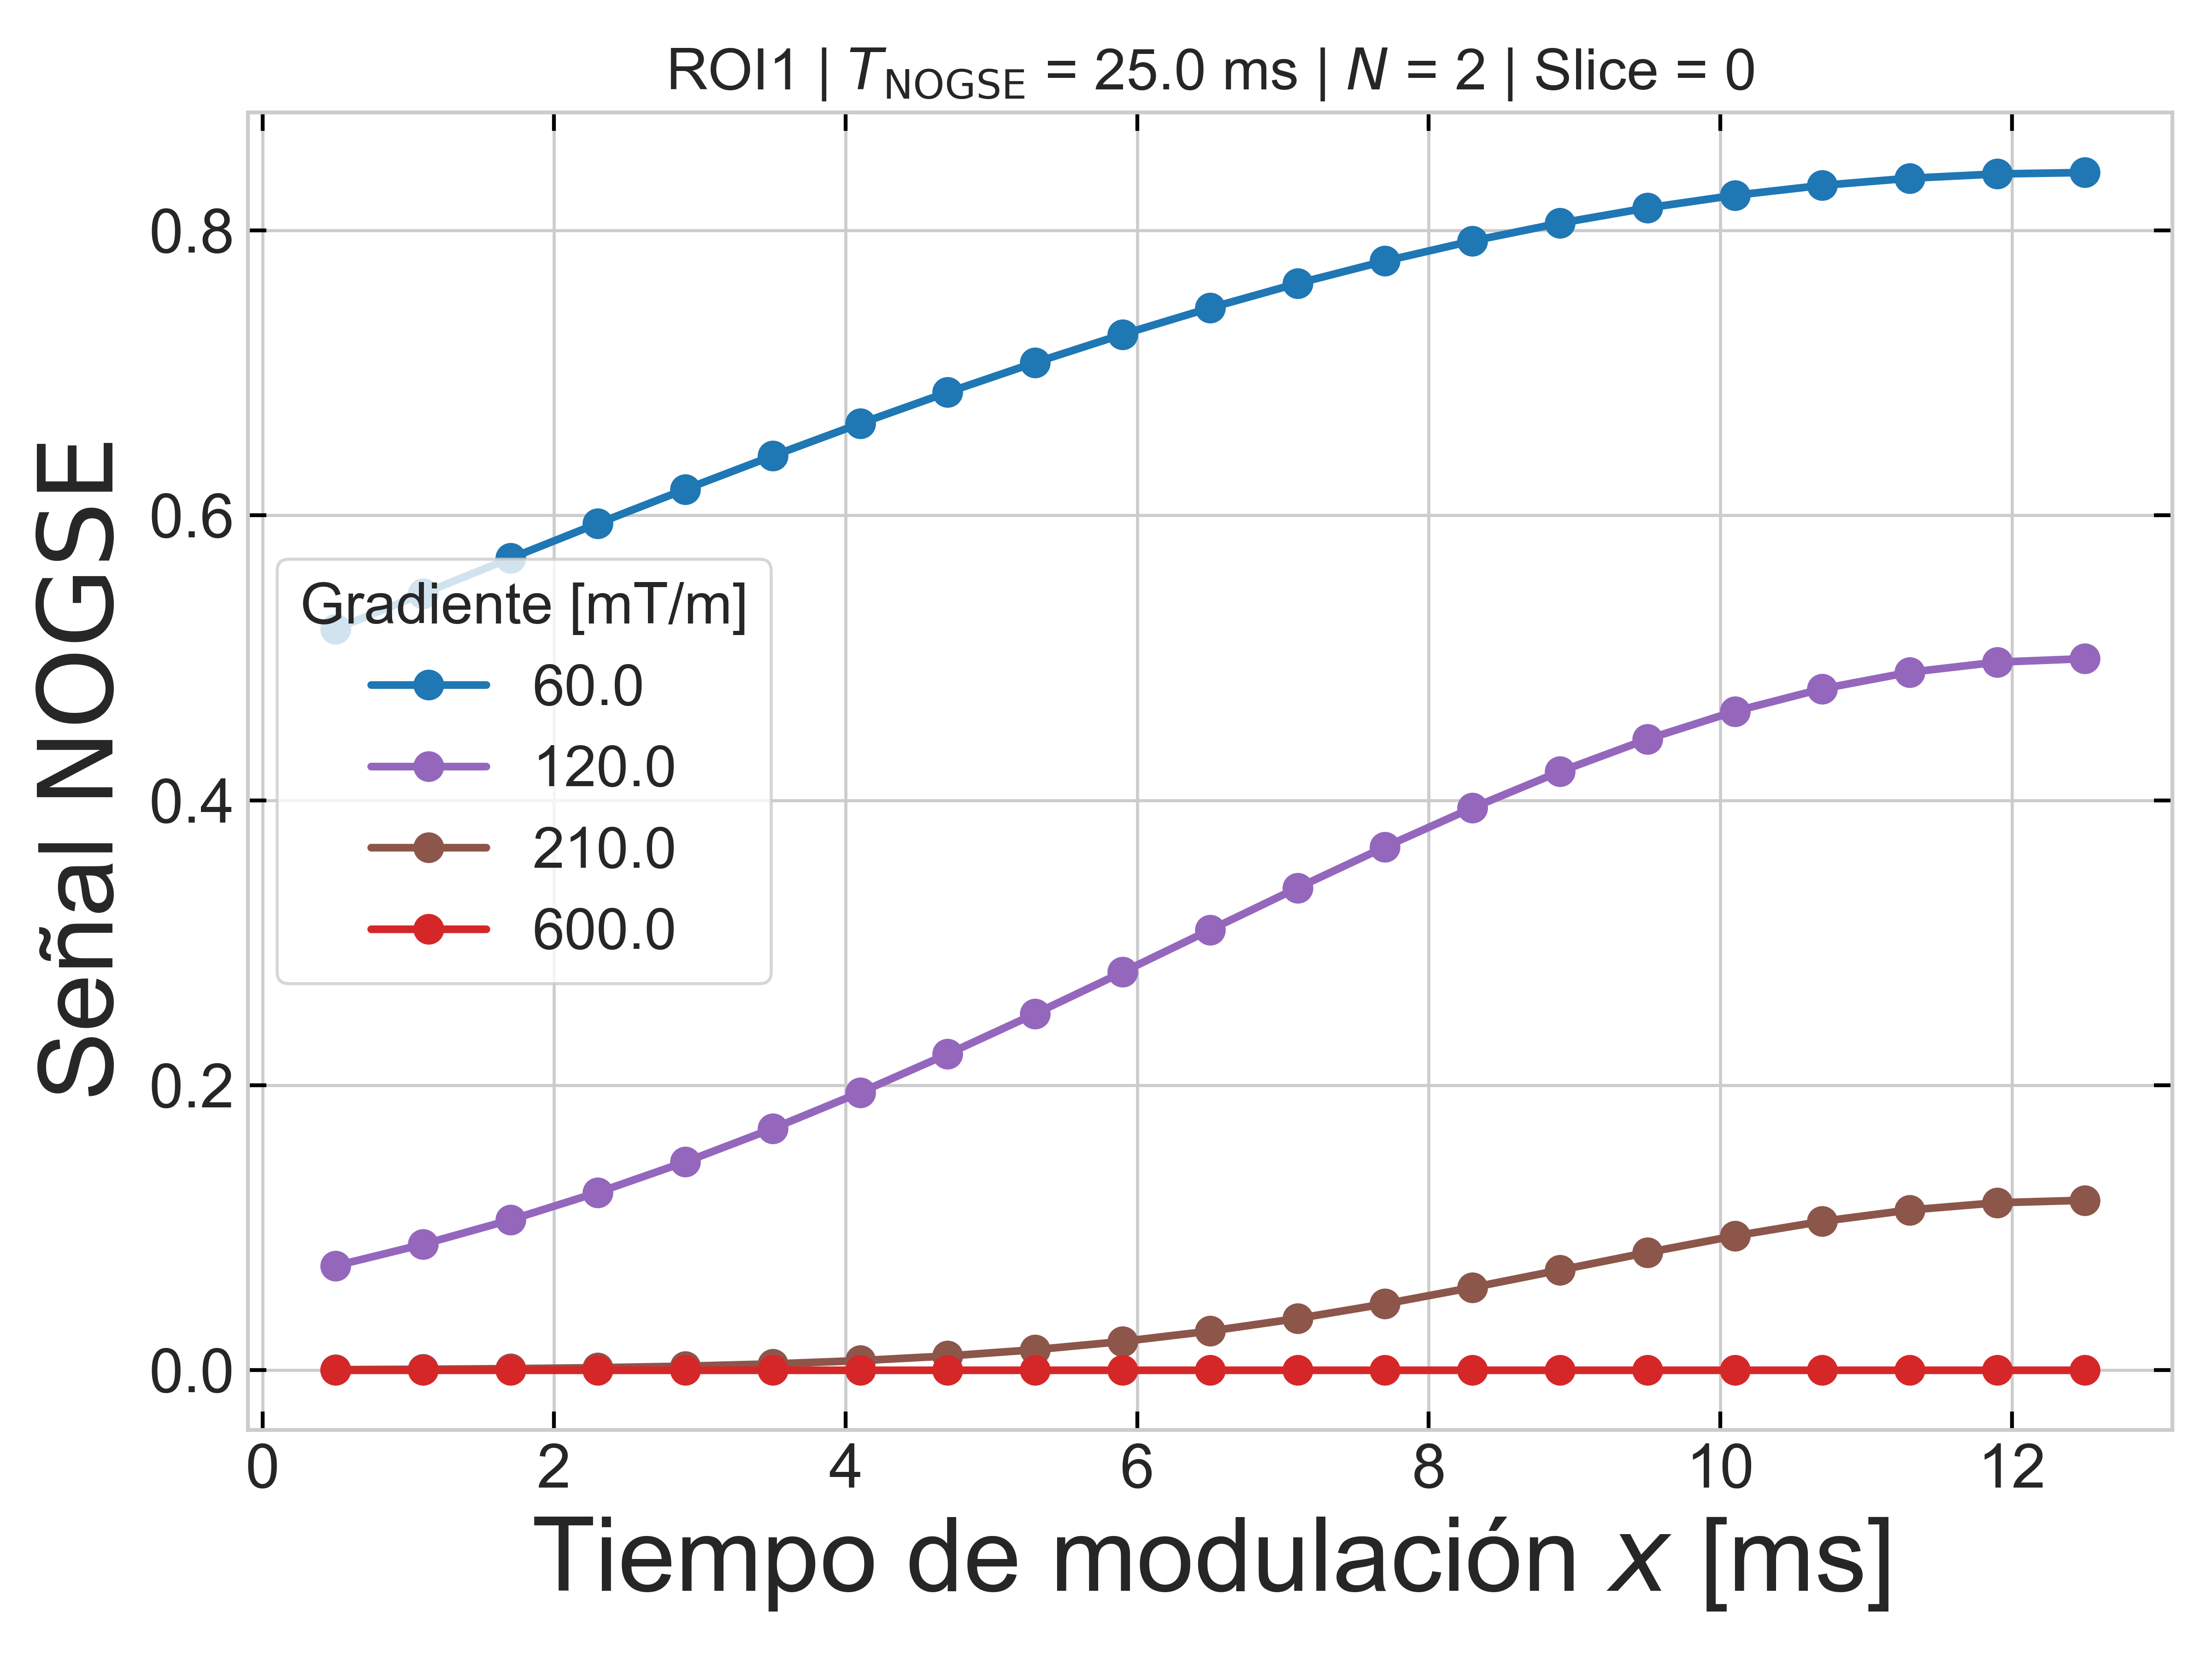 ROI1 | T_NOGSE = 25.0 ms | N = 2 | Slice = 0
Señal NOGSE
0.8
0.6
0.4
0.2
0.0
Gradiente [mT/m]
60.0
120.0
210.0
600.0
0 2 4 6 8 10 12
Tiempo de modulación x [ms]